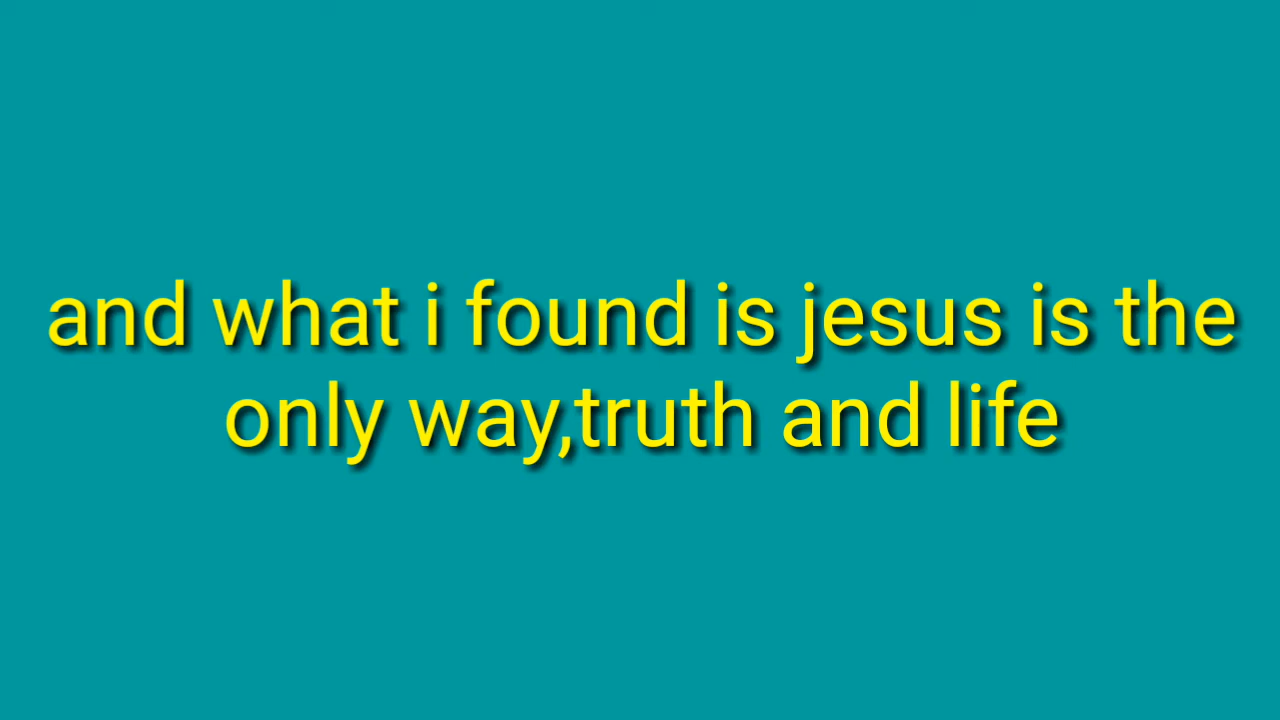 and what i found is jesus is the
only way,truth and life